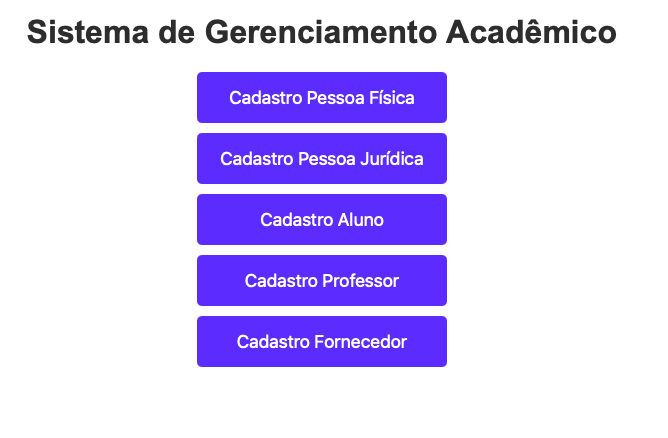 Sistema de Gerenciamento Acadêmico
Cadastro Pessoa Física
Cadastro Pessoa Jurídica
Cadastro Aluno
Cadastro Professor
Cadastro Fornecedor